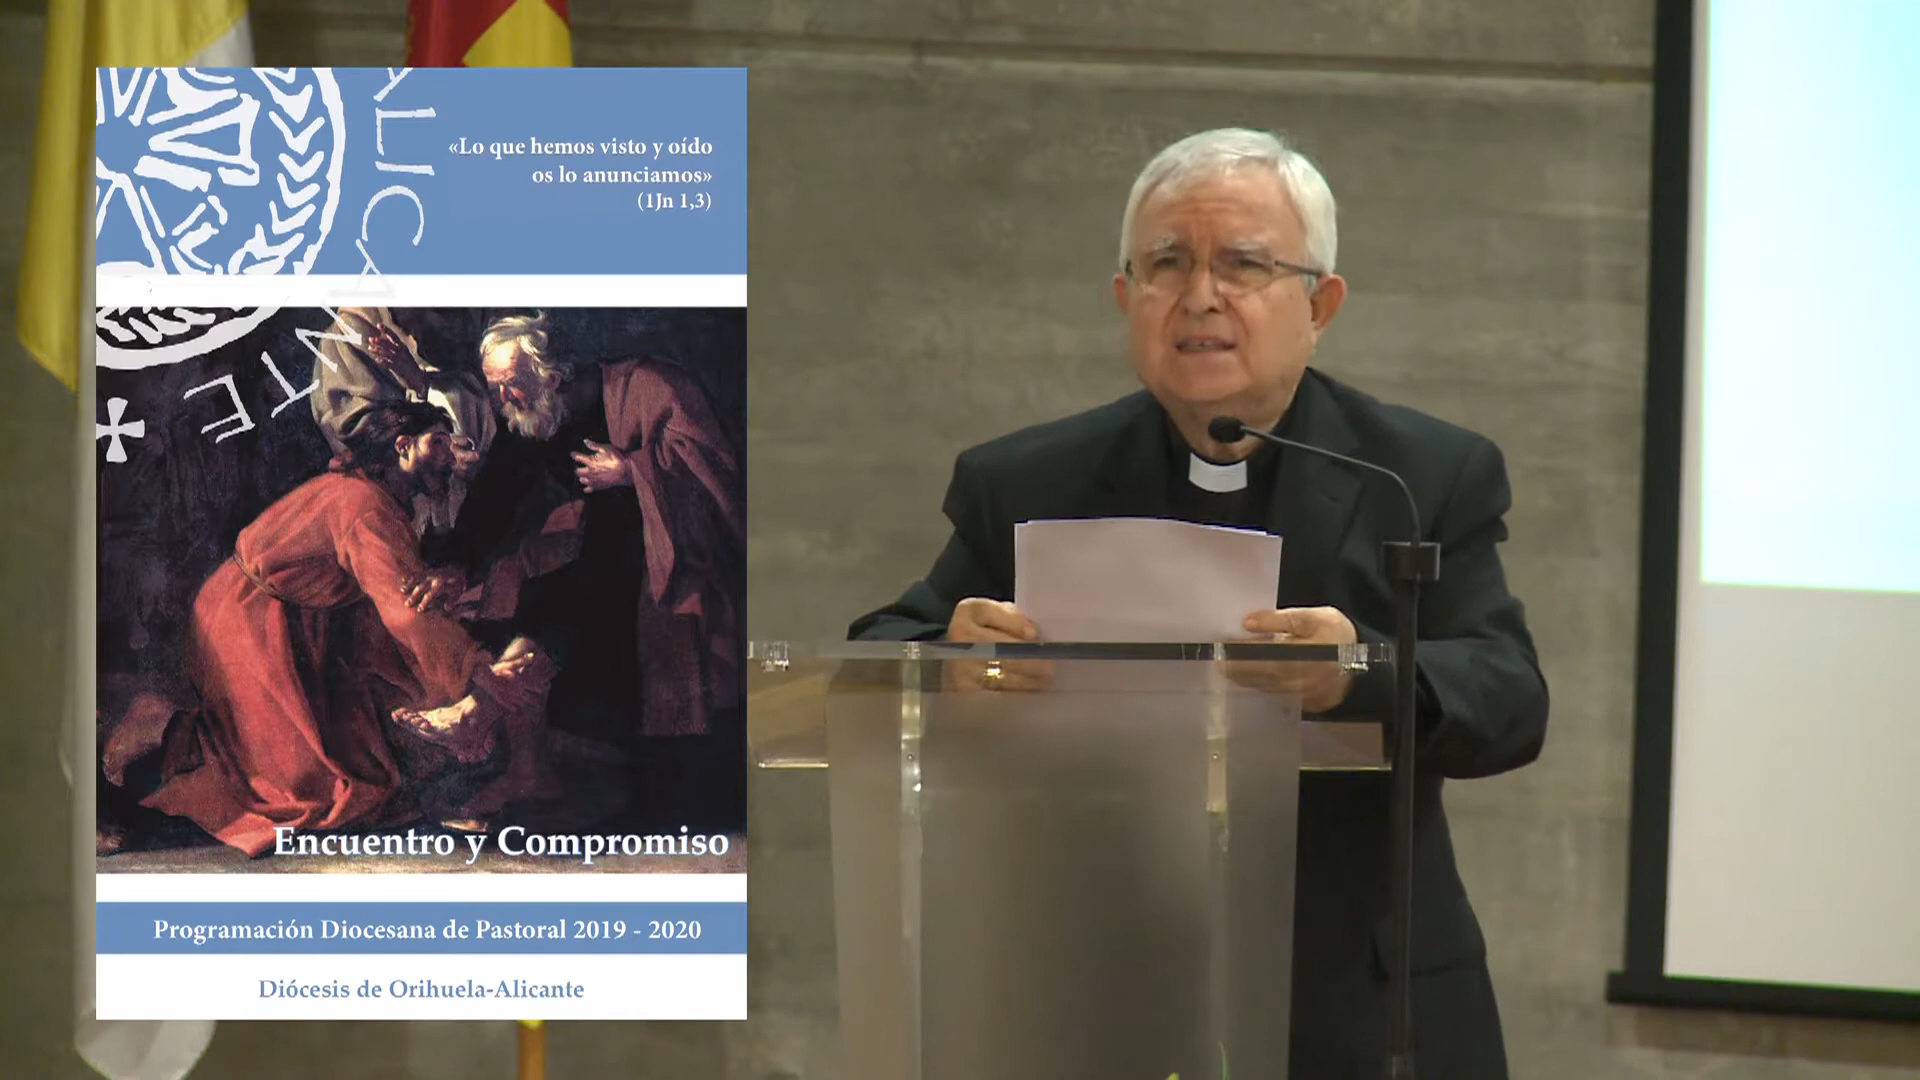 ALICANTE
«Lo que hemos visto y oído
os lo anunciamos»
(1Jn 1,3)
Encuentro y Compromiso
Programación Diocesana de Pastoral 2019 - 2020
Diócesis de Orihuela-Alicante